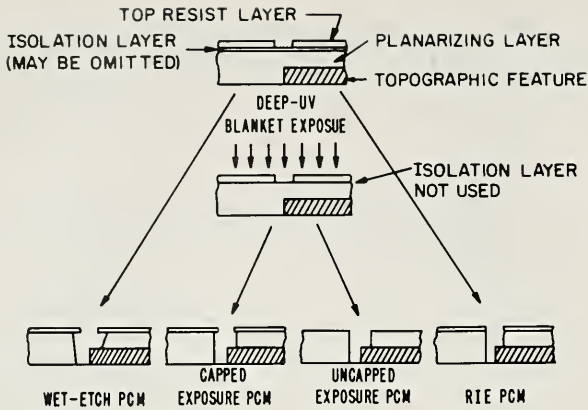 TOP RESIST LAYER
ISOLATION LAYER
(MAY BE OMITTED)
PLANARIZING LAYER
TOPOGRAPHIC FEATURE
DEEP-UV
BLANKET EXPOSUE
ISOLATION LAYER
NOT USED
WET-ETCH PCM
CAPPED
EXPOSURE PCM
UNCAPPED
EXPOSURE PCM
RIE PCM